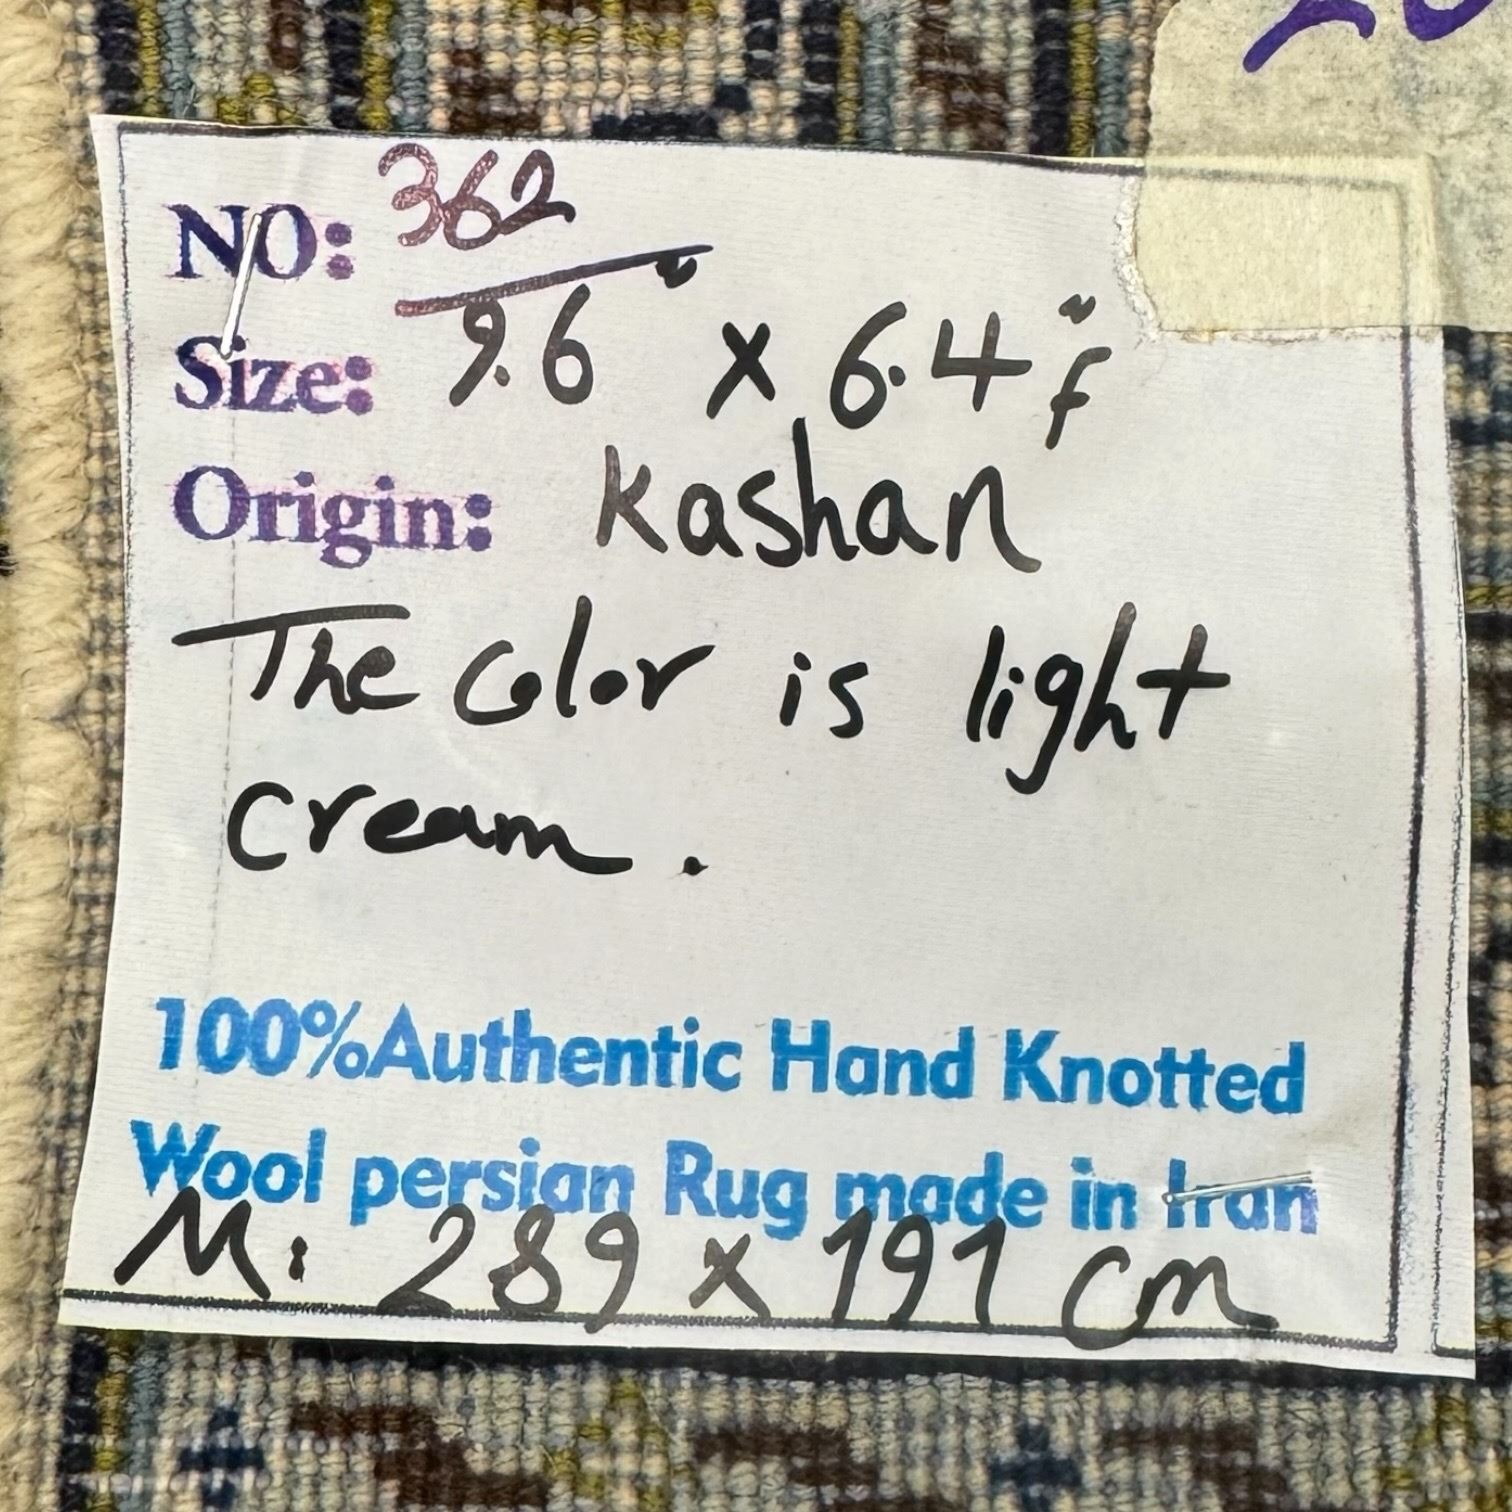 NO: 362
Size: 9.6" x 6.4" f
Origin: Kashan
The Color is light
cream.
100%Authentic Hand Knotted
Wool persian Rug made in Iran
M: 289 x 191 cm